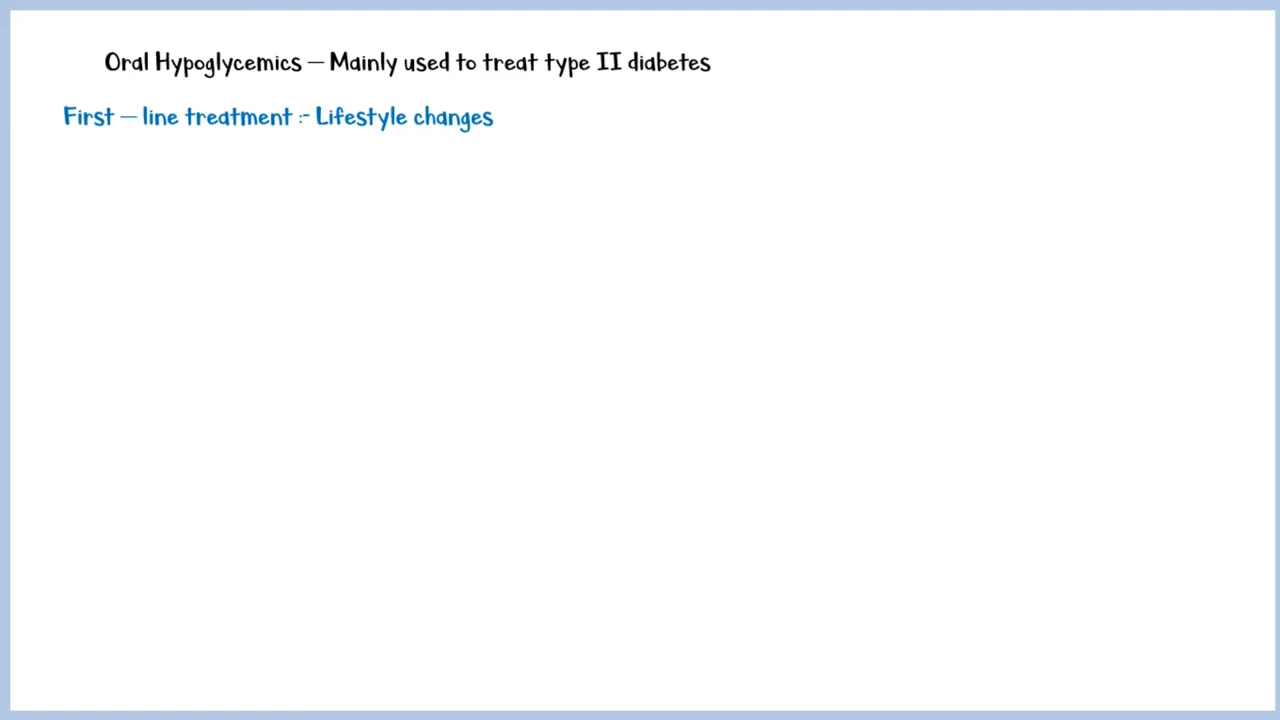 Oral Hypoglycemics – Mainly used to treat type II diabetes
First – line treatment :- Lifestyle changes